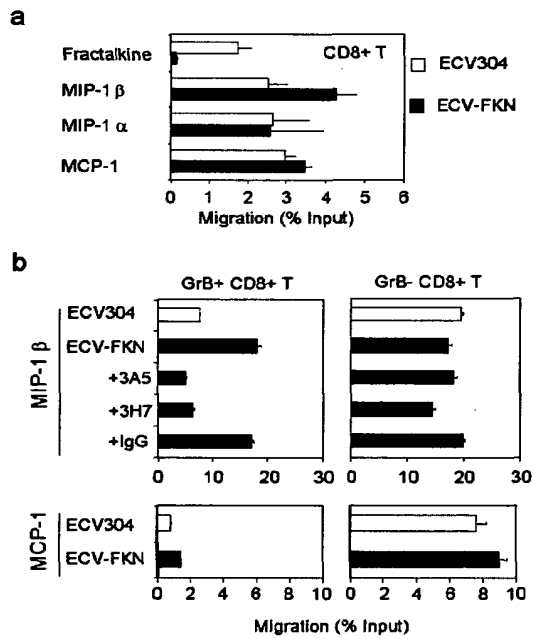 a
CD8+ T
Fractalkine
MIP-1 β
MIP-1 α
MCP-1
ECV304
ECV-FKN
0 1 2 3 4 5 6
Migration (% Input)
b
GrB+ CD8+ T GrB- CD8+ T
MIP-1 β
ECV304
ECV-FKN
+3A5
+3H7
+IgG
0 10 20 30 0 10 20 30
MCP-1
ECV304
ECV-FKN
0 2 4 6 8 10 0 2 4 6 8 10
Migration (% Input)